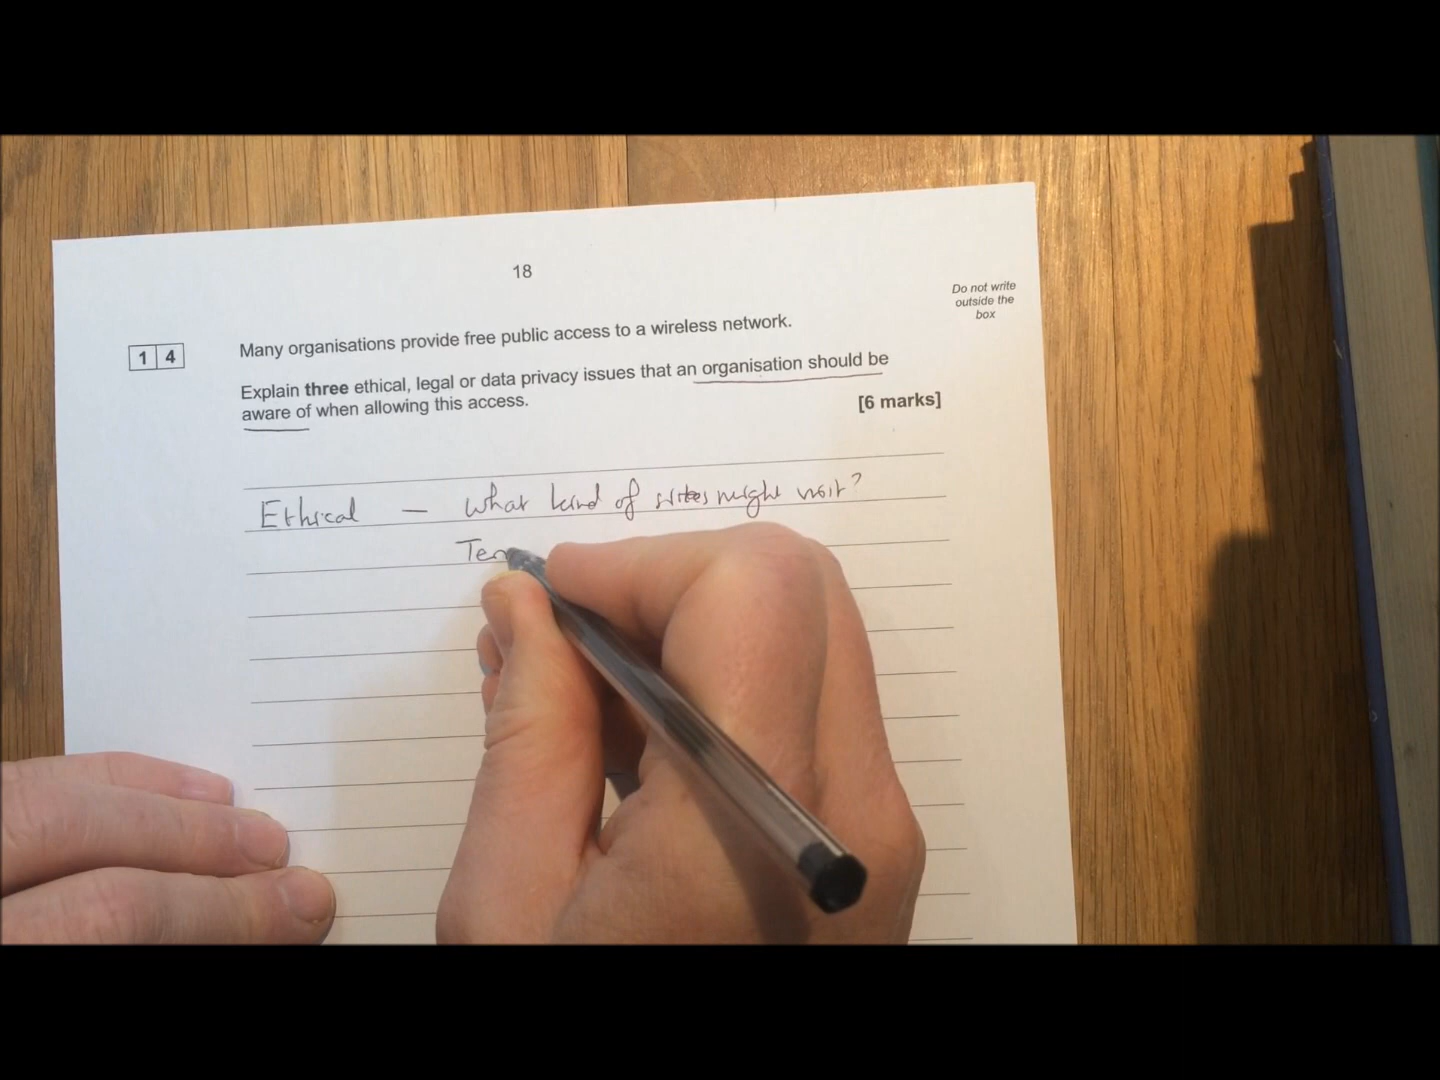 18
Do not write
outside the
box
1 4
Many organisations provide free public access to a wireless network.
Explain three ethical, legal or data privacy issues that an organisation should be
aware of when allowing this access.
[6 marks]
Ethical — What kind of sites might visit?
Ten